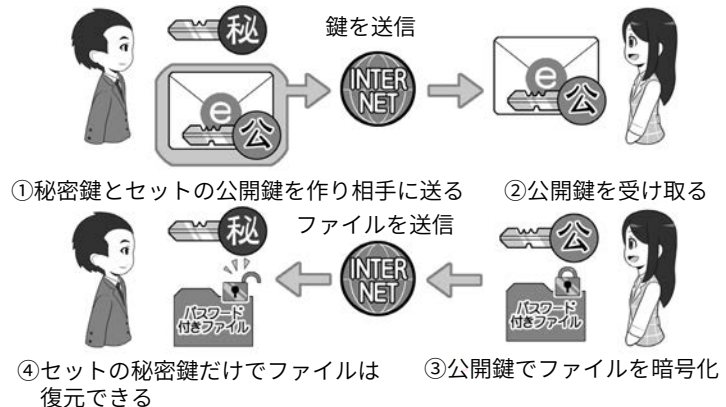 秘
鍵を送信
e
公
INTER
NET
e
公
①秘密鍵とセットの公開鍵を作り相手に送る
②公開鍵を受け取る
秘
ファイルを送信
公
パスワード
付きファイル
INTER
NET
パスワード
付きファイル
④セットの秘密鍵だけでファイルは
復元できる
③公開鍵でファイルを暗号化